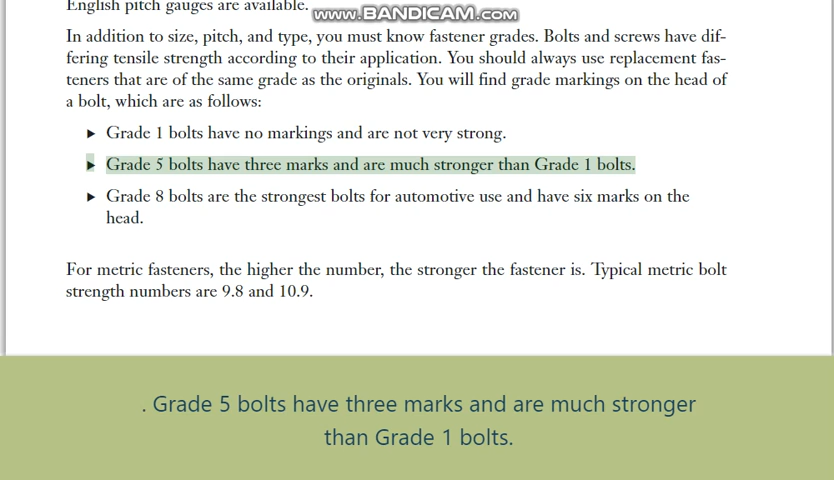 English pitch gauges are available.
www.BANDICAM.com
In addition to size, pitch, and type, you must know fastener grades. Bolts and screws have dif-
fering tensile strength according to their application. You should always use replacement fas-
teners that are of the same grade as the originals. You will find grade markings on the head of
a bolt, which are as follows:
► Grade 1 bolts have no markings and are not very strong.
► Grade 5 bolts have three marks and are much stronger than Grade 1 bolts.
► Grade 8 bolts are the strongest bolts for automotive use and have six marks on the
head.
For metric fasteners, the higher the number, the stronger the fastener is. Typical metric bolt
strength numbers are 9.8 and 10.9.
. Grade 5 bolts have three marks and are much stronger
than Grade 1 bolts.